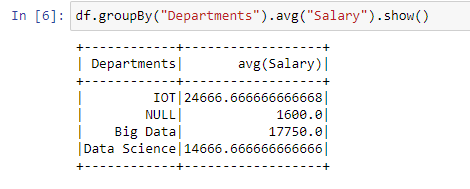 In [6]: df.groupBy("Departments").avg("Salary").show()
+------------+------------------+
| Departments|       avg(Salary)|
+------------+------------------+
|         IOT|24666.666666666668|
|        NULL|            1600.0|
|    Big Data|           17750.0|
|Data Science|14666.666666666666|
+------------+------------------+